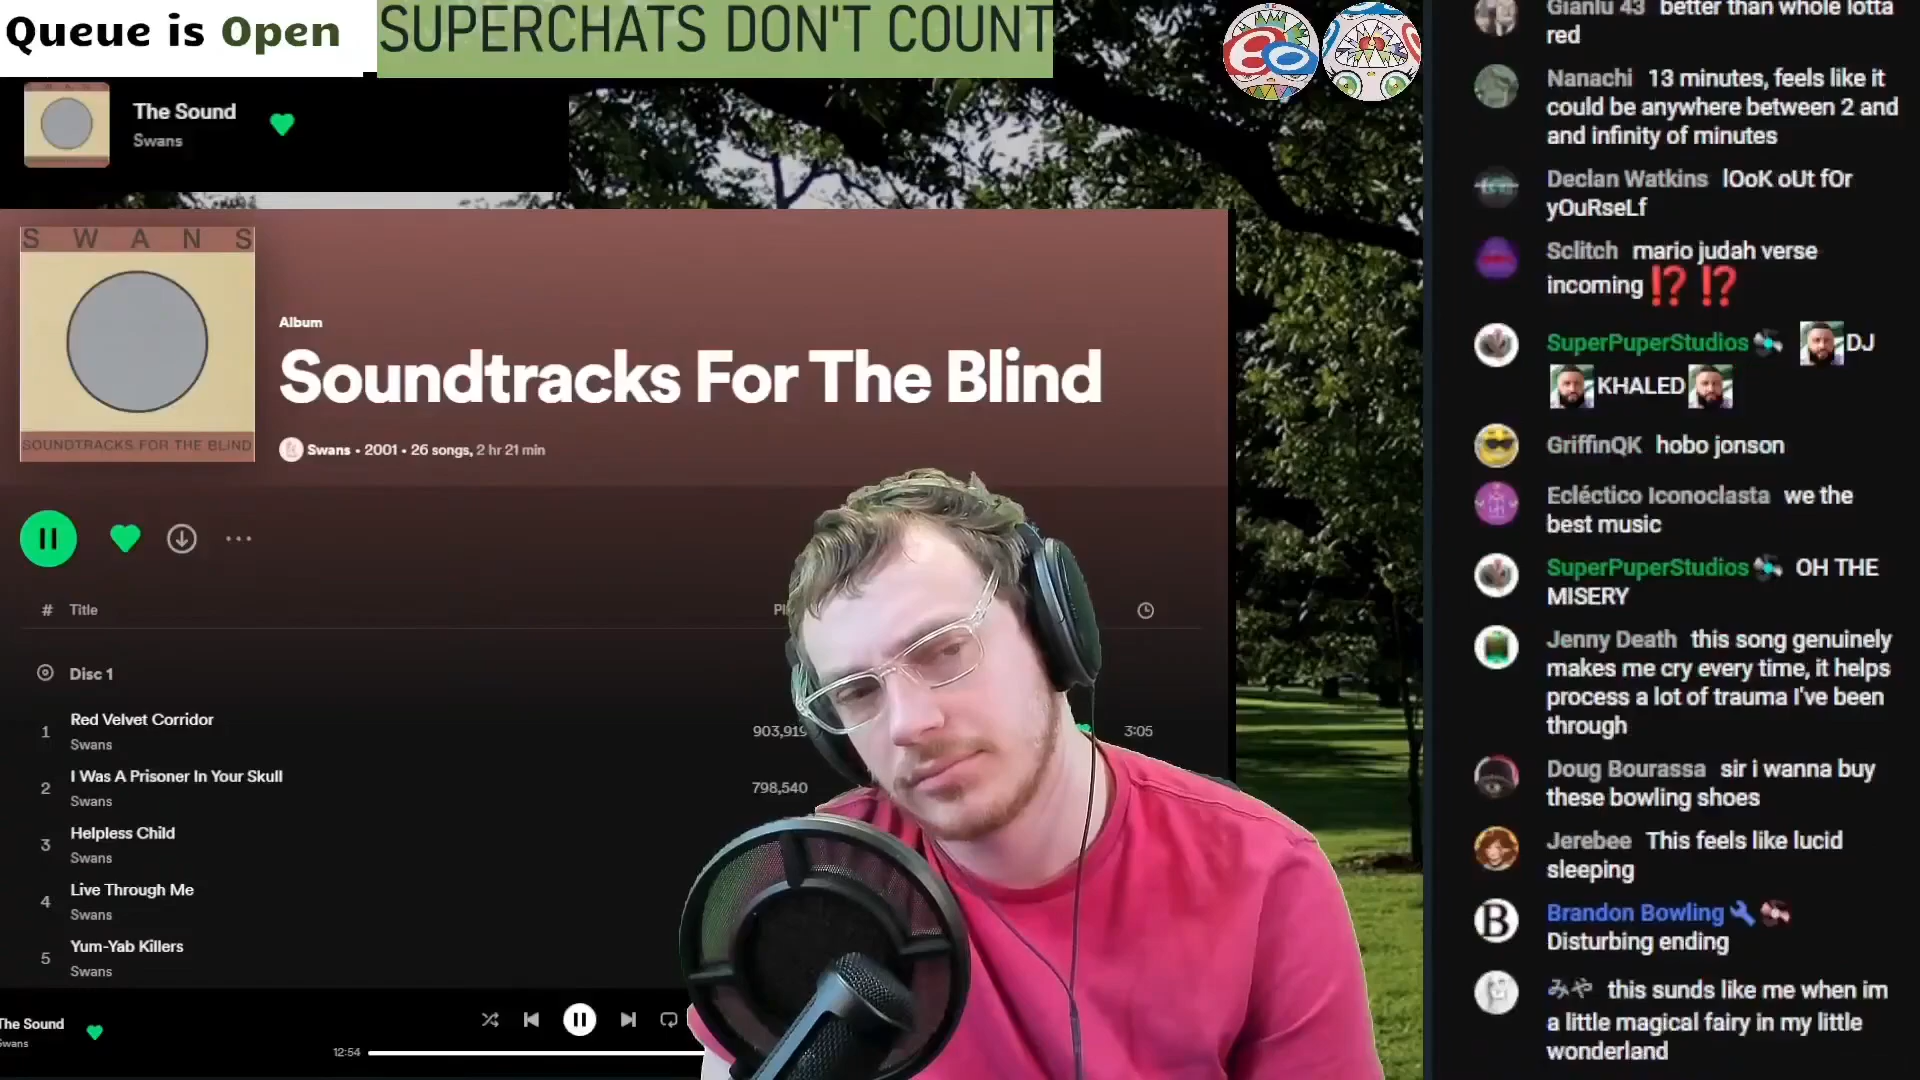 Queue is Open
SUPERCHATS DON'T COUNT
The Sound
Swans
S W A N S
SOUNDTRACKS FOR THE BLIND
Album
Soundtracks For The Blind
Swans • 2001 • 26 songs, 2 hr 21 min
# Title
Disc 1
1 Red Velvet Corridor 903,919 3:05
Swans
2 I Was A Prisoner In Your Skull 798,540
Swans
3 Helpless Child
Swans
4 Live Through Me
Swans
5 Yum-Yab Killers
Swans
The Sound
Swans
12:54
Gianlu 43 better than whole lotta
red
Nanachi 13 minutes, feels like it
could be anywhere between 2 and
and infinity of minutes
Declan Watkins lOoK oUt fOr
yOuRseLf
Sclitch mario judah verse
incoming ⁉️ ⁉️
SuperPuperStudios DJ
KHALED
GriffinQK hobo jonson
Ecléctico Iconoclasta we the
best music
SuperPuperStudios OH THE
MISERY
Jenny Death this song genuinely
makes me cry every time, it helps
process a lot of trauma I've been
through
Doug Bourassa sir i wanna buy
these bowling shoes
Jerebee This feels like lucid
sleeping
B
Brandon Bowling
Disturbing ending
みや this sunds like me when im
a little magical fairy in my little
wonderland